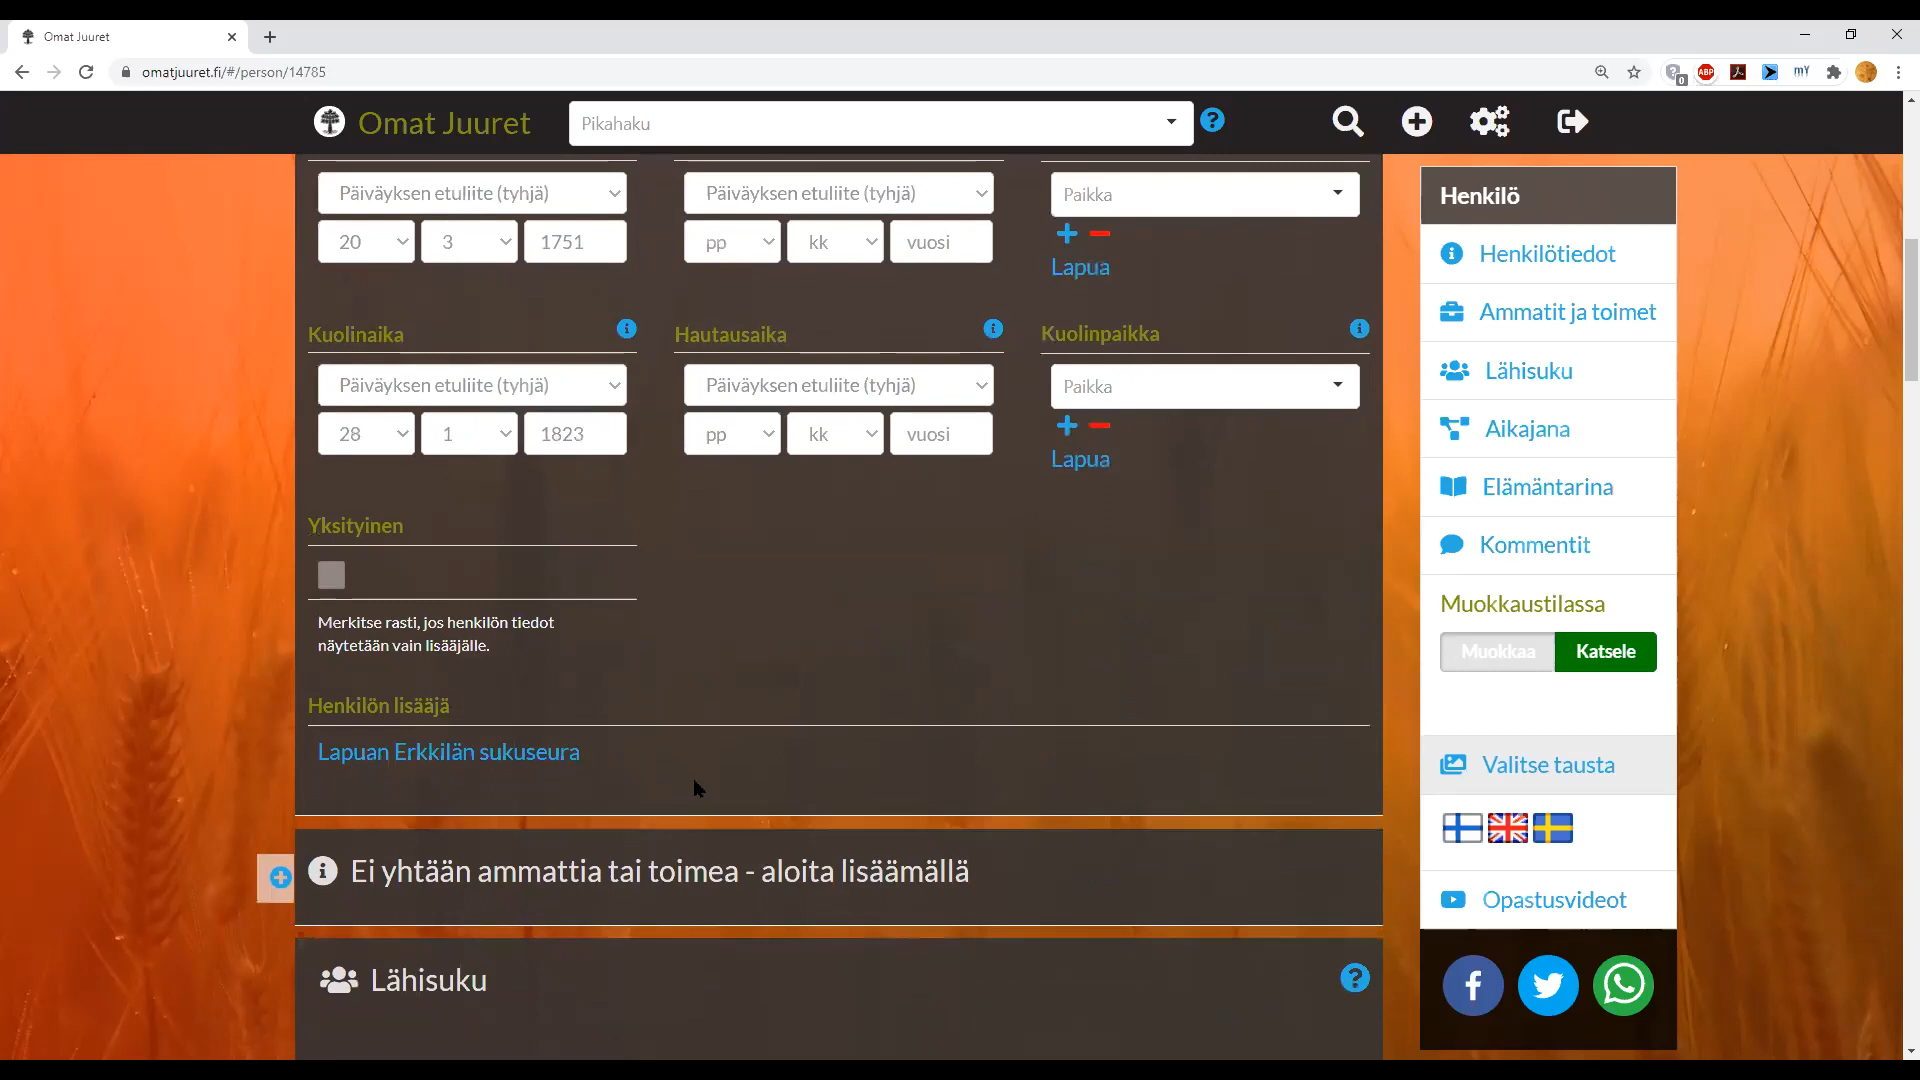 Omat Juuret
omatjuuret.fi/#/person/14785
0
ABP
mY
Omat Juuret
Pikahaku
?
Päiväyksen etuliite (tyhjä)
Päiväyksen etuliite (tyhjä)
Paikka
20
3
1751
pp
kk
vuosi
Lapua
Kuolinaika
Hautausaika
Kuolinpaikka
Päiväyksen etuliite (tyhjä)
Päiväyksen etuliite (tyhjä)
Paikka
28
1
1823
pp
kk
vuosi
Lapua
Yksityinen
Merkitse rasti, jos henkilön tiedot
näytetään vain lisääjälle.
Henkilön lisääjä
Lapuan Erkkilän sukuseura
Ei yhtään ammattia tai toimea - aloita lisäämällä
Lähisuku
?
Henkilö
Henkilötiedot
Ammatit ja toimet
Lähisuku
Aikajana
Elämäntarina
Kommentit
Muokkaustilassa
Muokkaa
Katsele
Valitse tausta
Opastusvideot